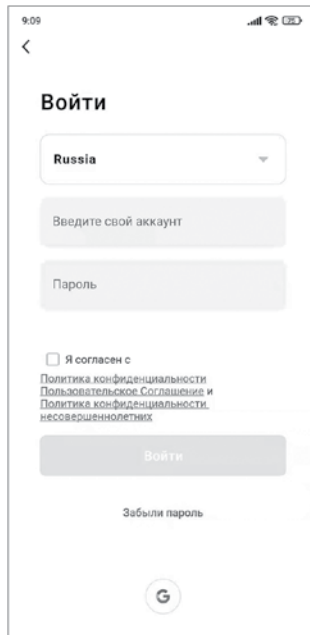 9:09
25
Войти
Russia
Введите свой аккаунт
Пароль
Я согласен с
Политика конфиденциальности
Пользовательское Соглашение и
Политика конфиденциальности
несовершеннолетних
Войти
Забыли пароль
G